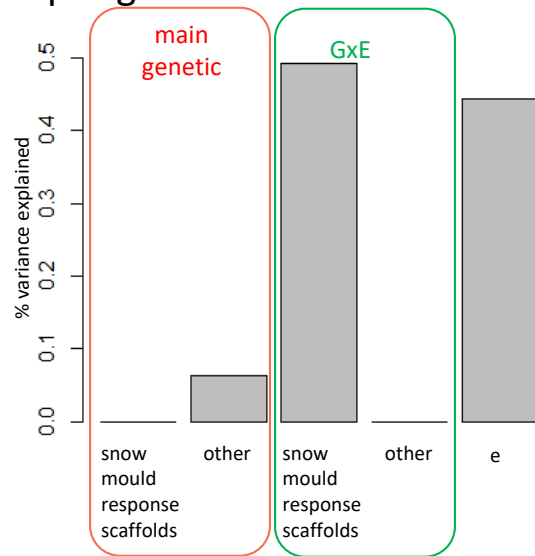 main
genetic
GxE
% variance explained
0.5
0.4
0.3
0.2
0.1
0.0
snow
mould
response
scaffolds
other
snow
mould
response
scaffolds
other
e